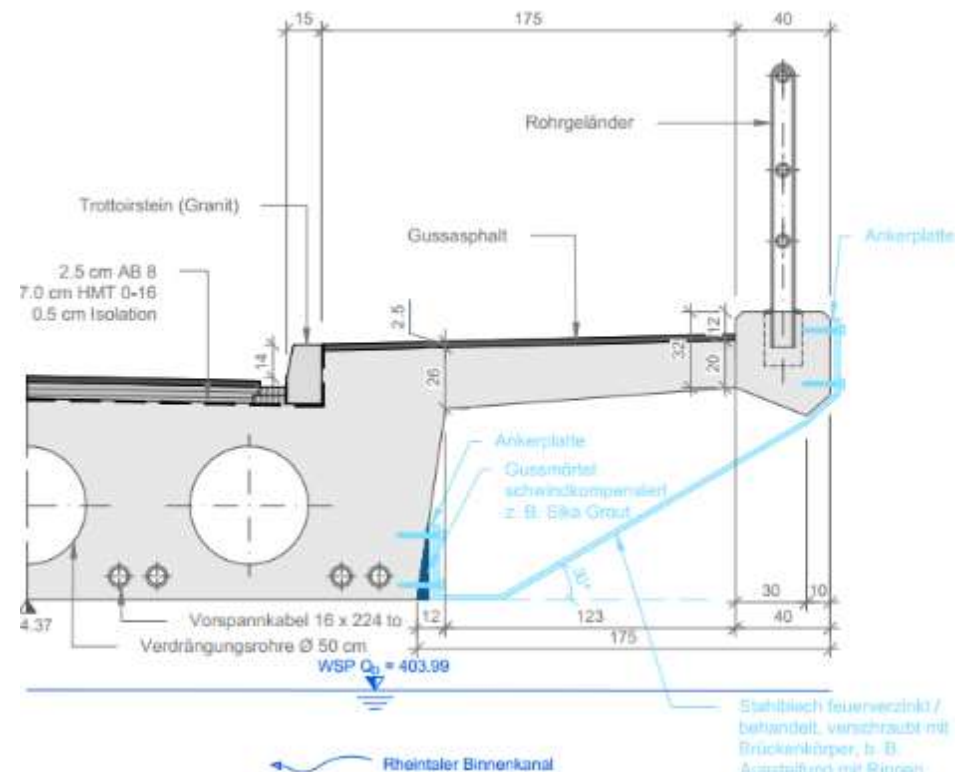 15
175
40
Rohrgeländer
Trottoirstein (Granit)
Gussasphalt
Ankerplatte
2.5 cm AB 8
7.0 cm HMT 0-16
0.5 cm Isolation
2.5
14
12
32
20
26
Ankerplatte
Gussmörtel
schwindkompensiert
z. B. Sika Grout
30°
30
10
4.37
12
123
40
Vorspannkabel 16 x 224 to
175
Verdrängungsrohre Ø 50 cm
WSP = 403.99
Stahlblech feuerverzinkt /
behandelt, verschraubt mit
Brückenkörper, b. B.
Rheintaler Binnenkanal
Aussteifung mit Rippen